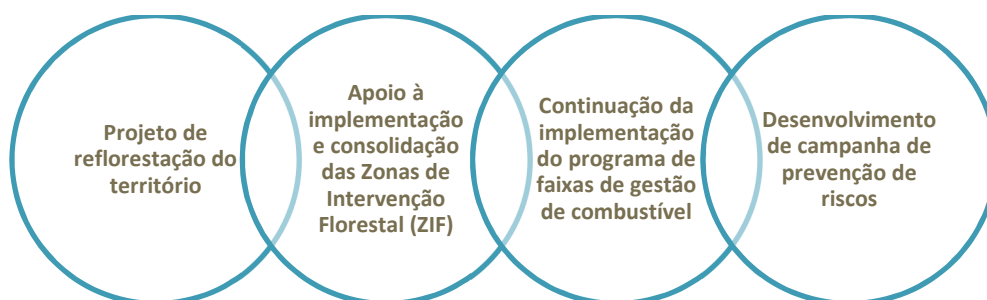 Projeto de
reflorestação do
território
Apoio à
implementação
e consolidação
das Zonas de
Intervenção
Florestal (ZIF)
Continuação da
implementação
do programa de
faixas de gestão
de combustível
Desenvolvimento
de campanha de
prevenção de
riscos